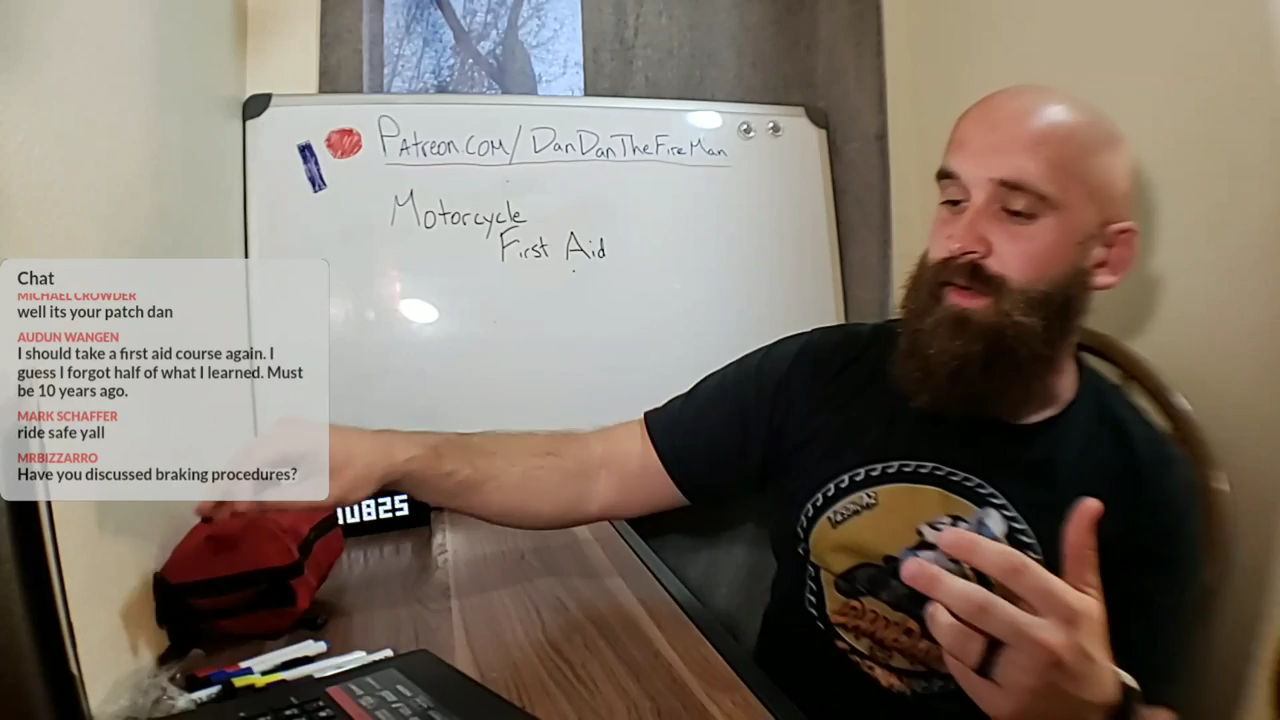 Patreon.com/DanDanTheFireMan
Motorcycle
First Aid
Chat
MICHAEL CROWDER
well its your patch dan
AUDUN WANGEN
I should take a first aid course again. I
guess I forgot half of what I learned. Must
be 10 years ago.
MARK SCHAFFER
ride safe yall
MRBIZZARRO
Have you discussed braking procedures?